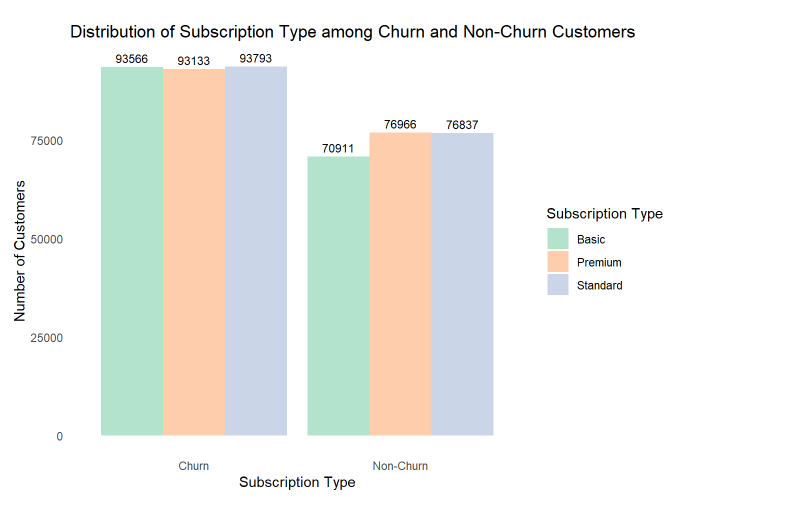 Distribution of Subscription Type among Churn and Non-Churn Customers
93566
93133
93793
70911
76966
76837
75000
50000
25000
0
Number of Customers
Churn
Non-Churn
Subscription Type
Subscription Type
Basic
Premium
Standard